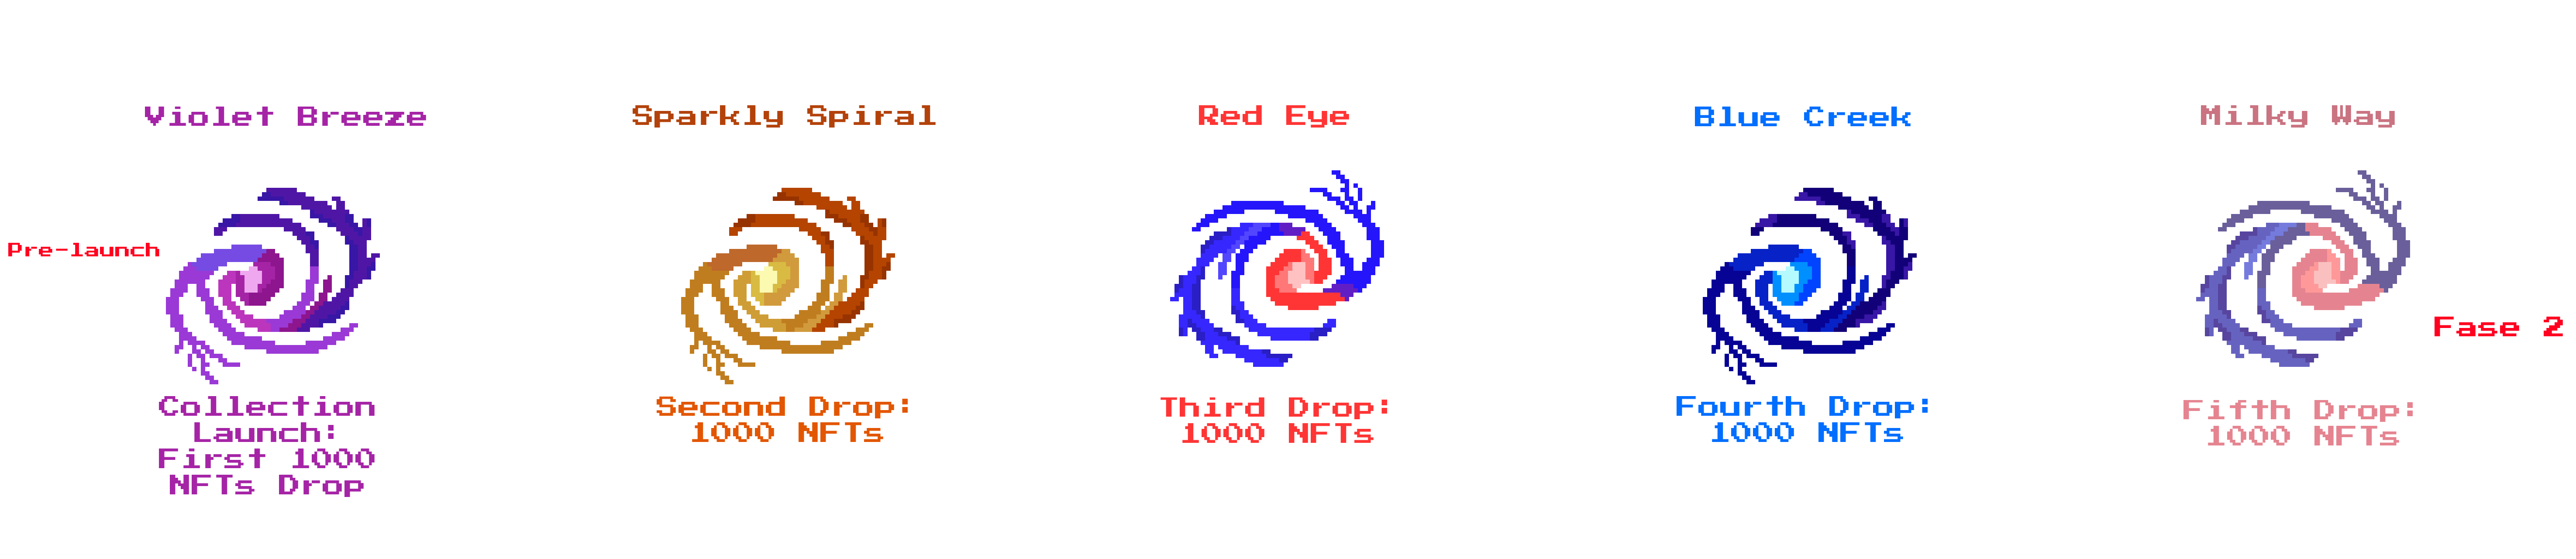 Violet Breeze
Sparkly Spiral
Red Eye
Blue Creek
Milky Way
Pre-launch
Fase 2
Collection
Launch:
First 1000
NFTs Drop
Second Drop:
1000 NFTs
Third Drop:
1000 NFTs
Fourth Drop:
1000 NFTs
Fifth Drop:
1000 NFTs